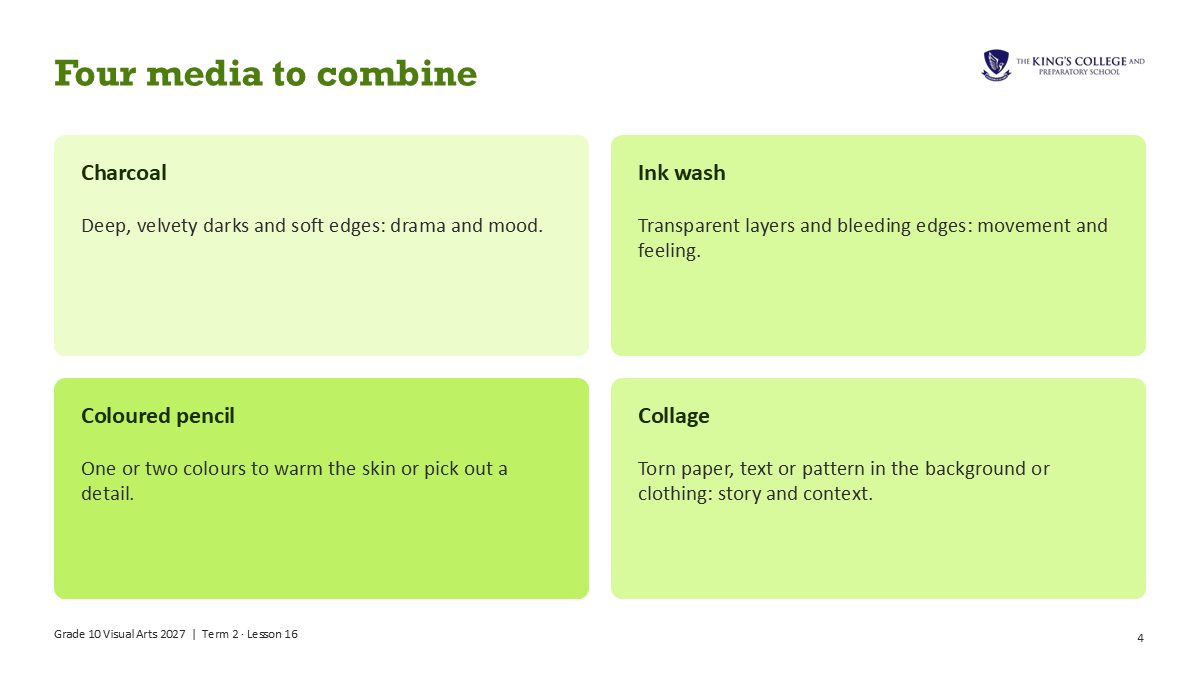 Four media to combine
THE KING'S COLLEGE AND
PREPARATORY SCHOOL
Charcoal
Deep, velvety darks and soft edges: drama and mood.
Ink wash
Transparent layers and bleeding edges: movement and
feeling.
Coloured pencil
One or two colours to warm the skin or pick out a
detail.
Collage
Torn paper, text or pattern in the background or
clothing: story and context.
Grade 10 Visual Arts 2027 | Term 2 · Lesson 16
4